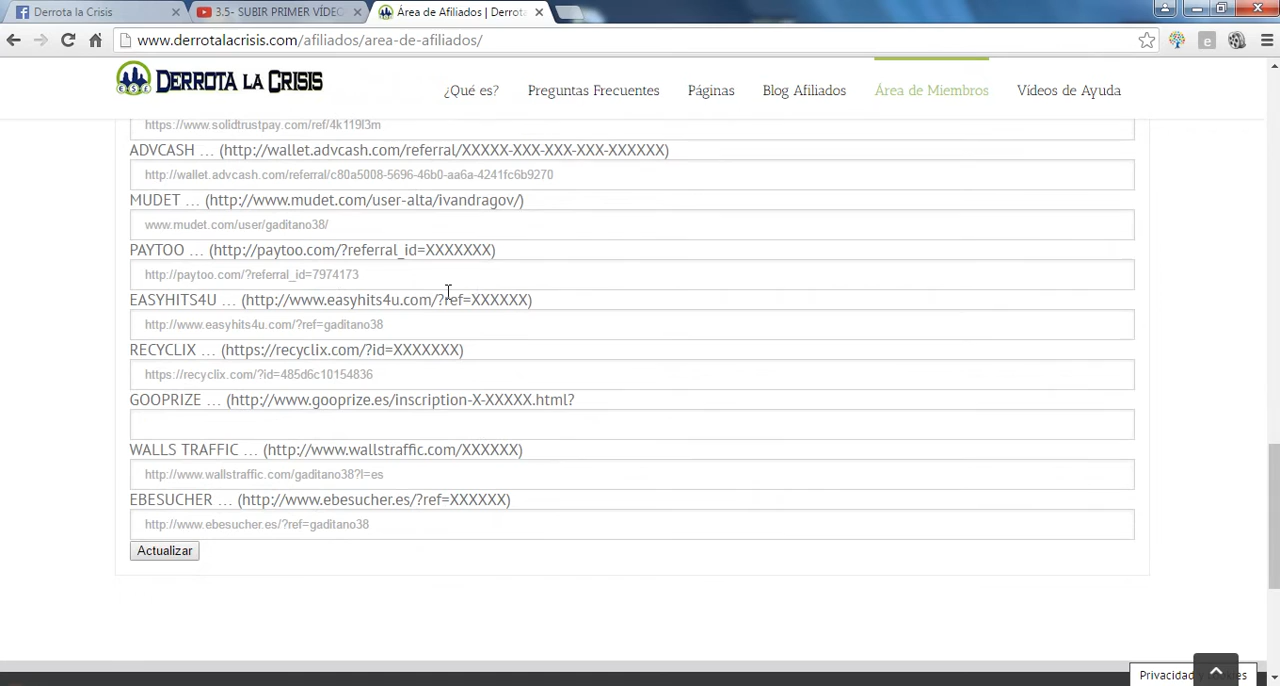 Derrota la Crisis
3.5- SUBIR PRIMER VÍDEO
Área de Afiliados | Derrota
www.derrotalacrisis.com/afiliados/area-de-afiliados/
DERROTA LA CRISIS
¿Qué es?
Preguntas Frecuentes
Páginas
Blog Afiliados
Área de Miembros
Vídeos de Ayuda
https://www.solidtrustpay.com/ref/4k119l3m
ADVCASH … (http://wallet.advcash.com/referral/XXXXX-XXX-XXX-XXX-XXXXXX)
http://wallet.advcash.com/referral/c80a5008-5696-46b0-aa6a-4241fc6b9270
MUDET … (http://www.mudet.com/user-alta/ivandragov/)
www.mudet.com/user/gaditano38/
PAYTOO … (http://paytoo.com/?referral_id=XXXXXXX)
http://paytoo.com/?referral_id=7974173
EASYHITS4U … (http://www.easyhits4u.com/?ref=XXXXXX)
http://www.easyhits4u.com/?ref=gaditano38
RECYCLIX … (https://recyclix.com/?id=XXXXXXX)
https://recyclix.com/?id=485d6c10154836
GOOPRIZE … (http://www.gooprize.es/inscription-X-XXXXX.html?
WALLS TRAFFIC … (http://www.wallstraffic.com/XXXXXX)
http://www.wallstraffic.com/gaditano38?l=es
EBESUCHER … (http://www.ebesucher.es/?ref=XXXXXX)
http://www.ebesucher.es/?ref=gaditano38
Actualizar
Privacidad y cookies